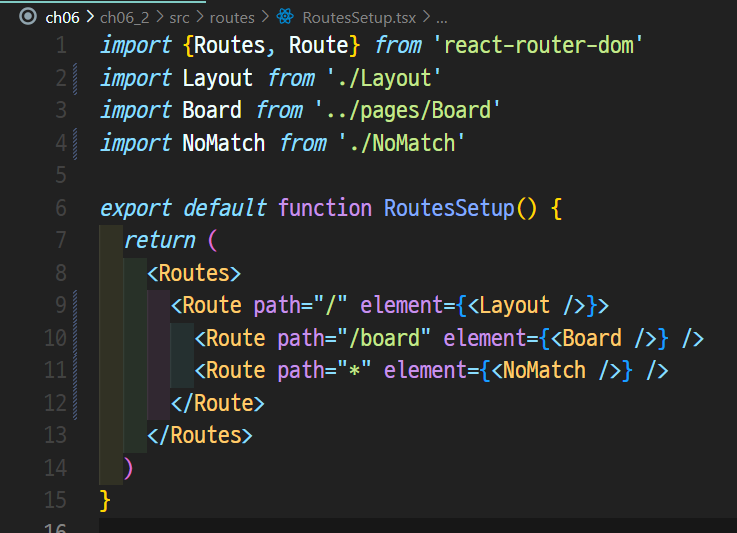 ch06 > ch06_2 > src > routes > RoutesSetup.tsx > ...
1 import {Routes, Route} from 'react-router-dom'
2 import Layout from './Layout'
3 import Board from '../pages/Board'
4 import NoMatch from './NoMatch'
5
6 export default function RoutesSetup() {
7   return (
8     <Routes>
9       <Route path="/" element={<Layout />}>
10         <Route path="/board" element={<Board />} />
11         <Route path="*" element={<NoMatch />} />
12       </Route>
13     </Routes>
14   )
15 }
16